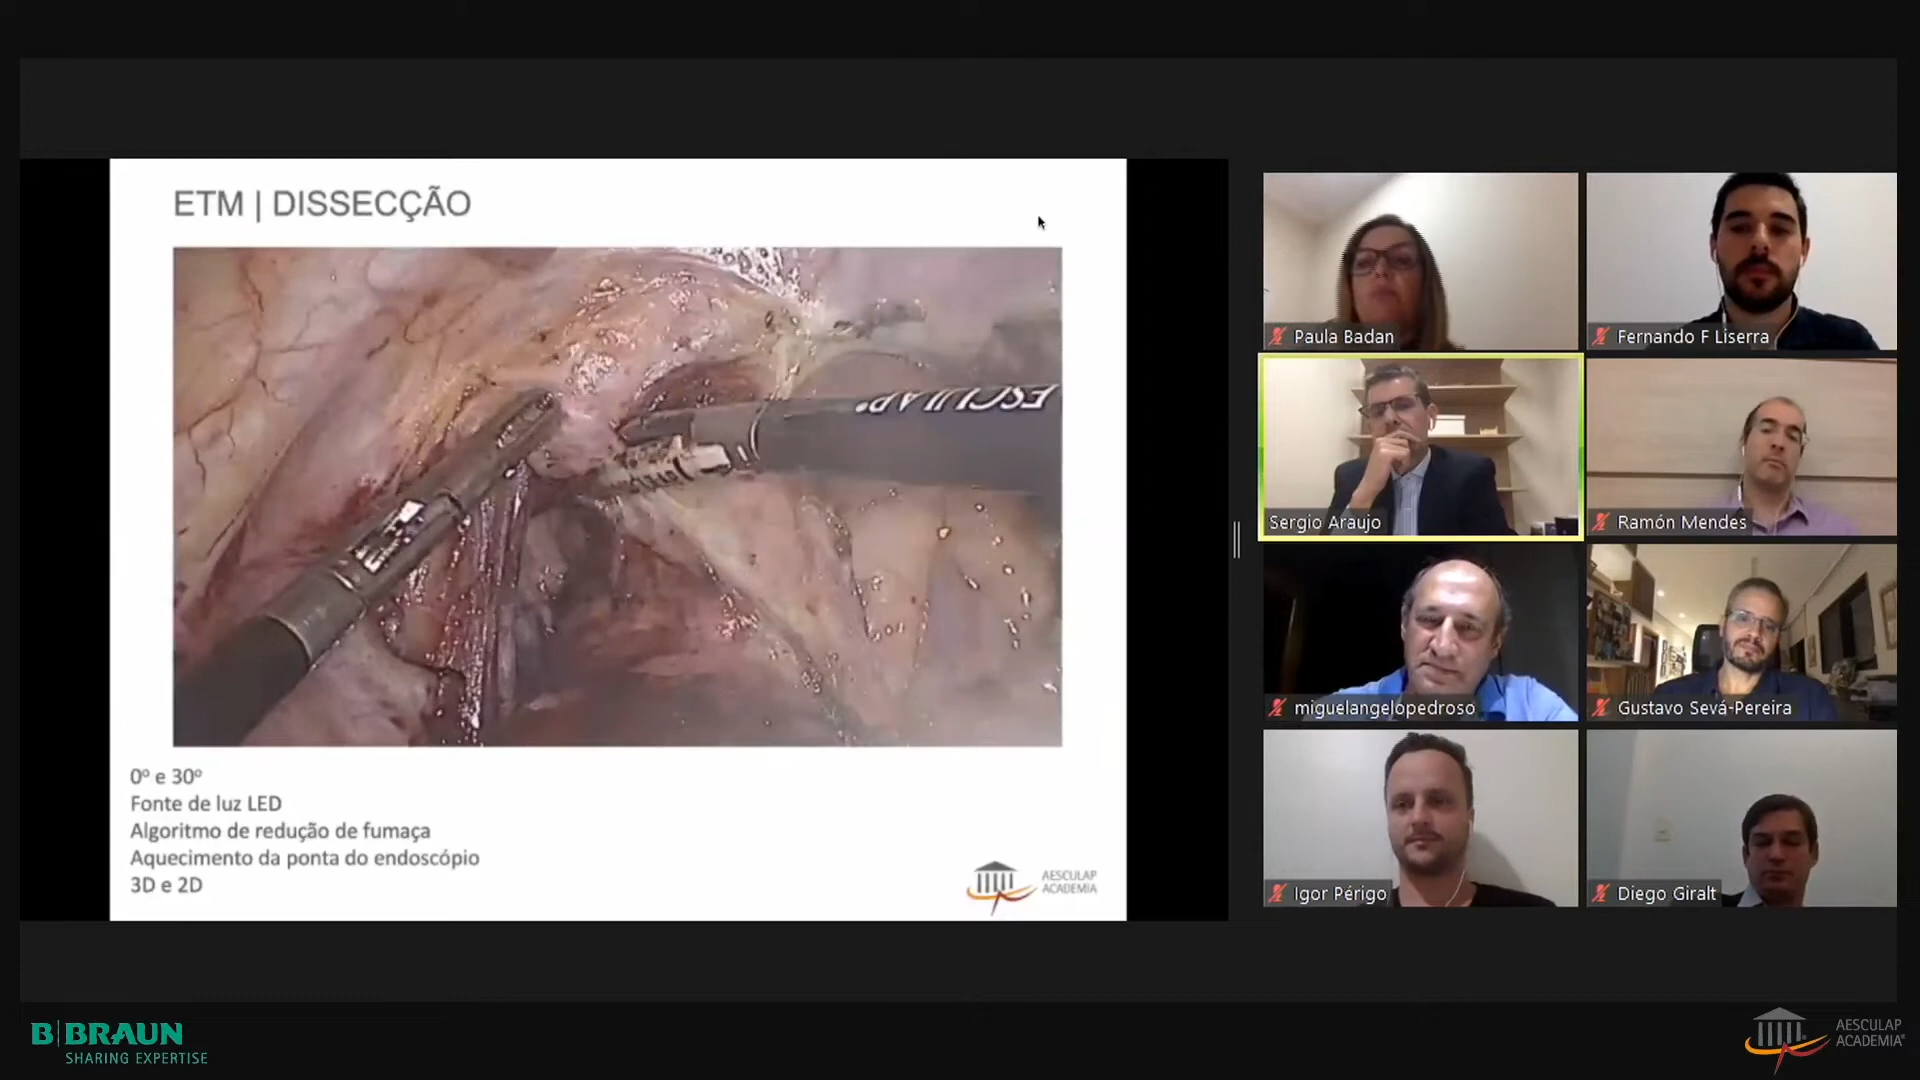 ETM | DISSECÇÃO
0º e 30º
Fonte de luz LED
Algoritmo de redução de fumaça
Aquecimento da ponta do endoscópio
3D e 2D
AESCULAP
ACADEMIA
Paula Badan
Fernando F Liserra
Sergio Araujo
Ramón Mendes
miguelangelopedroso
Gustavo Sevá-Pereira
Igor Périgo
Diego Giralt
B|BRAUN
SHARING EXPERTISE
AESCULAP
ACADEMIA®